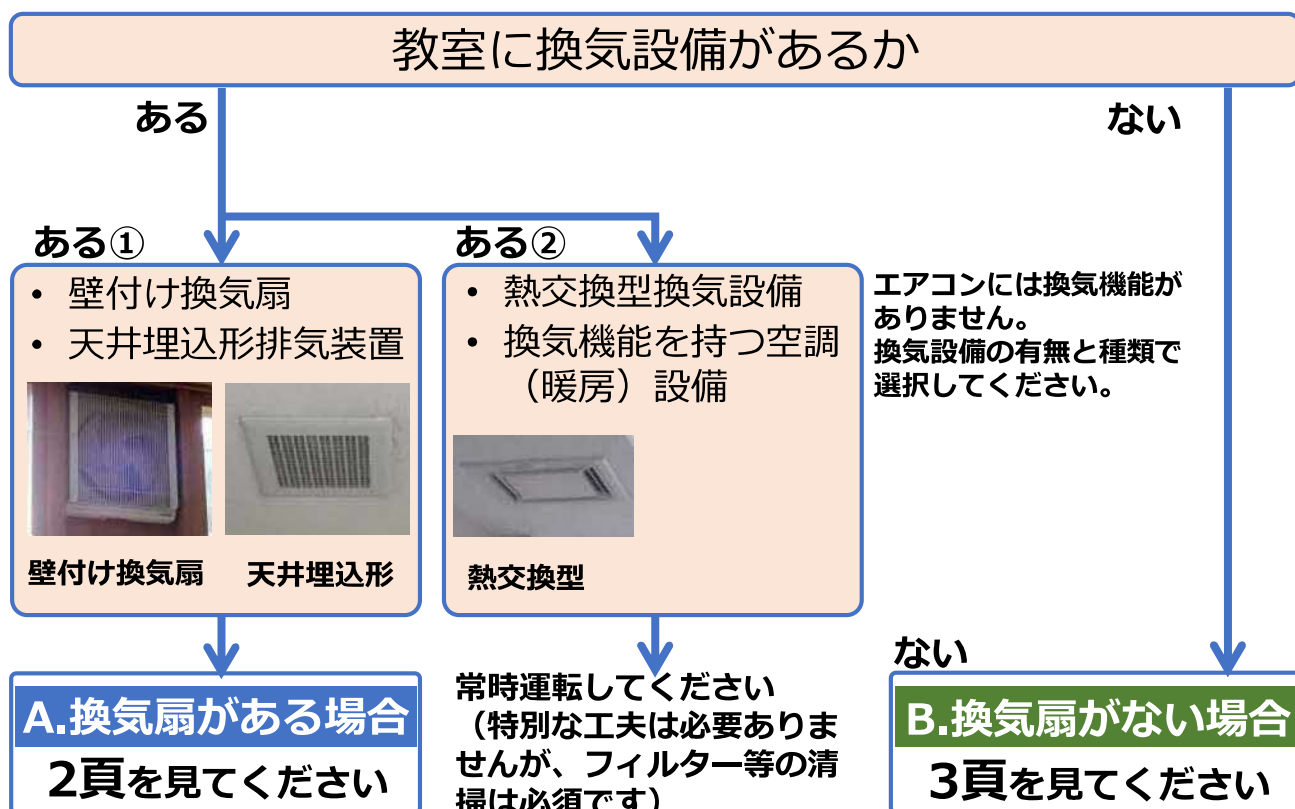 教室に換気設備があるか
ある
ない
ある①
• 壁付け換気扇
• 天井埋込形排気装置
壁付け換気扇
天井埋込形
ある②
• 熱交換型換気設備
• 換気機能を持つ空調
（暖房）設備
熱交換型
エアコンには換気機能が
ありません。
換気設備の有無と種類で
選択してください。
A.換気扇がある場合
2頁を見てください
常時運転してください
（特別な工夫は必要ありま
せんが、フィルター等の清
掃は必須です）
ない
B.換気扇がない場合
3頁を見てください